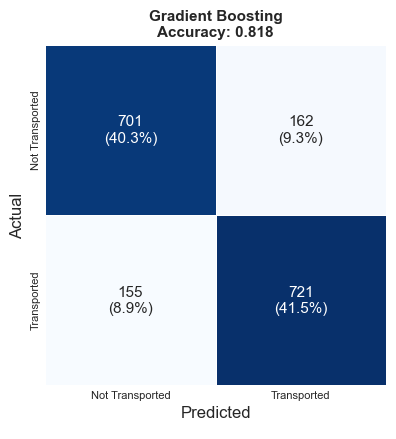 Gradient Boosting
Accuracy: 0.818
Actual
Not Transported
701
(40.3%)
162
(9.3%)
Transported
155
(8.9%)
721
(41.5%)
Not Transported
Transported
Predicted